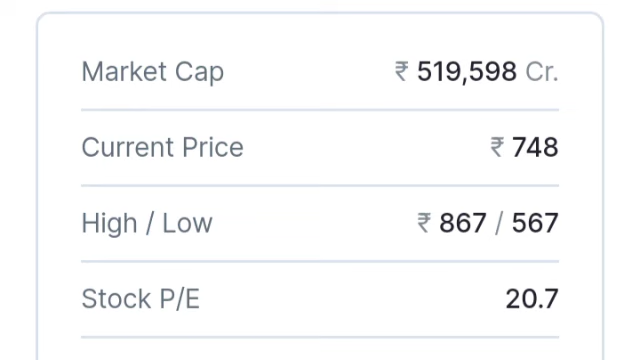 Market Cap ₹ 519,598 Cr.
Current Price ₹ 748
High / Low ₹ 867 / 567
Stock P/E 20.7